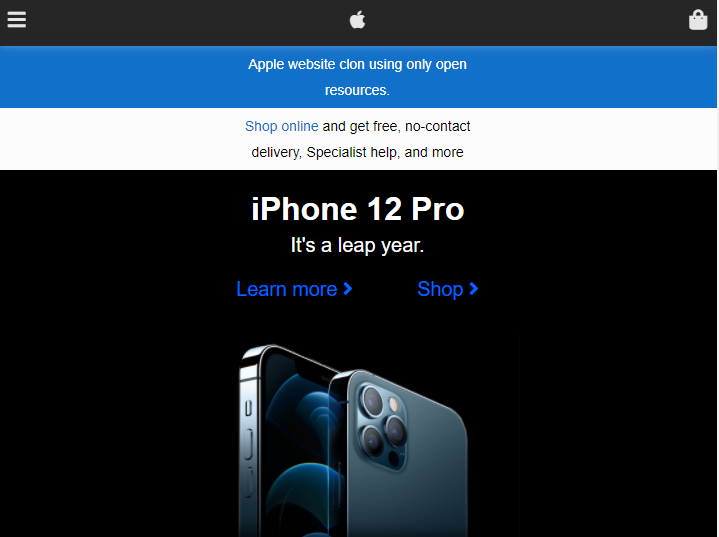 Apple website clon using only open
resources.
Shop online and get free, no-contact
delivery, Specialist help, and more
iPhone 12 Pro
It's a leap year.
Learn more Shop